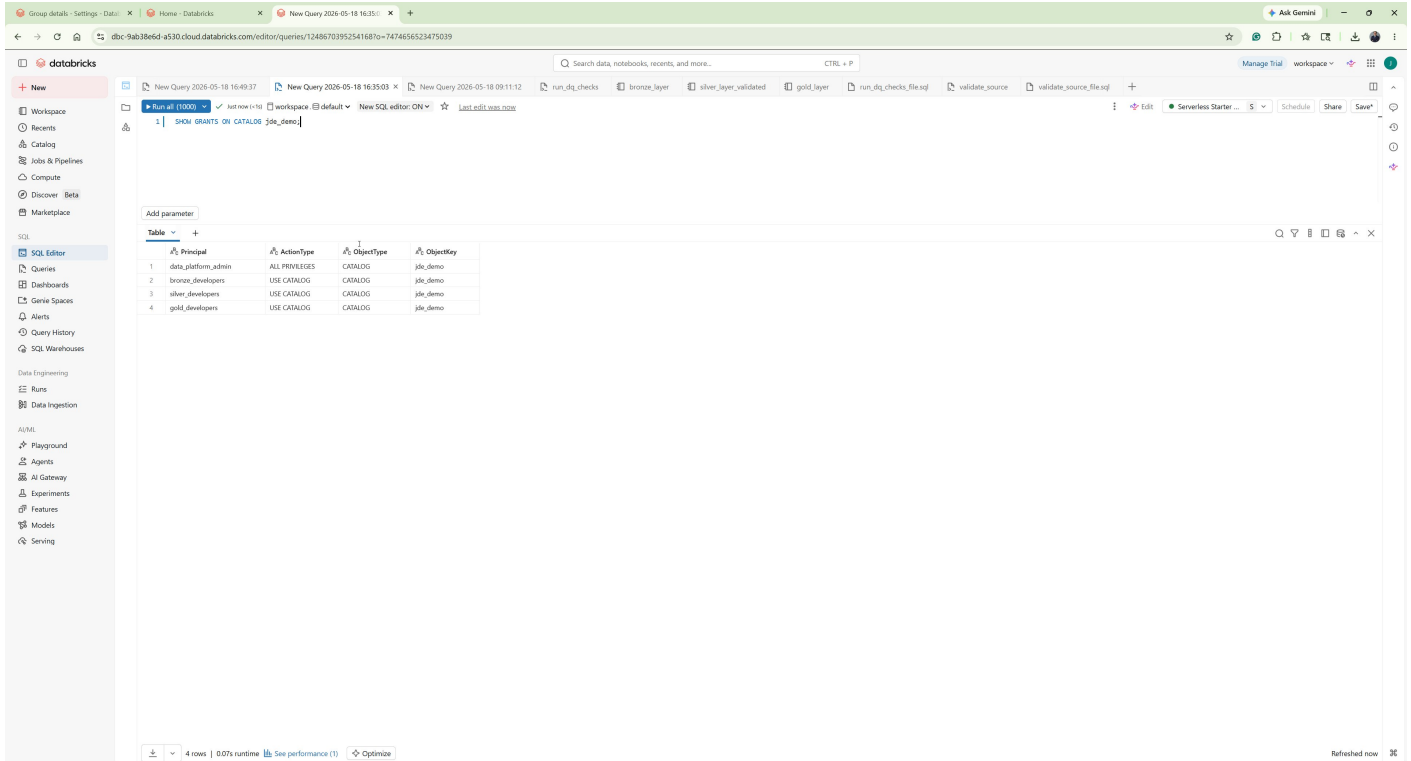 Group details - Settings - Datab
Home - Databricks
New Query 2026-05-18 16:35:0
Ask Gemini
dbc-9ab38e6d-a530.cloud.databricks.com/editor/queries/1248670395254168?o=7474656523475039
databricks
Search data, notebooks, recents, and more...
CTRL + P
Manage Trial
workspace
New
New Query 2026-05-18 16:49:37
New Query 2026-05-18 16:35:03
New Query 2026-05-18 09:11:12
run_dq_checks
bronze_layer
silver_layer_validated
gold_layer
run_dq_checks_file.sql
validate_source
validate_source_file.sql
Run all (1000)
Just now (<1s)
workspace.
default
New SQL editor: ON
Last edit was now
Edit
Serverless Starter ...
S
Schedule
Share
Save*
1 SHOW GRANTS ON CATALOG jde_demo;
Workspace
Recents
Catalog
Jobs & Pipelines
Compute
Discover Beta
Marketplace
SQL
SQL Editor
Queries
Dashboards
Genie Spaces
Alerts
Query History
SQL Warehouses
Data Engineering
Runs
Data Ingestion
AI/ML
Playground
Agents
AI Gateway
Experiments
Features
Models
Serving
Add parameter
Table
Principal ActionType ObjectType ObjectKey
1 data_platform_admin ALL PRIVILEGES CATALOG jde_demo
2 bronze_developers USE CATALOG CATALOG jde_demo
3 silver_developers USE CATALOG CATALOG jde_demo
4 gold_developers USE CATALOG CATALOG jde_demo
4 rows | 0.07s runtime
See performance (1)
Optimize
Refreshed now